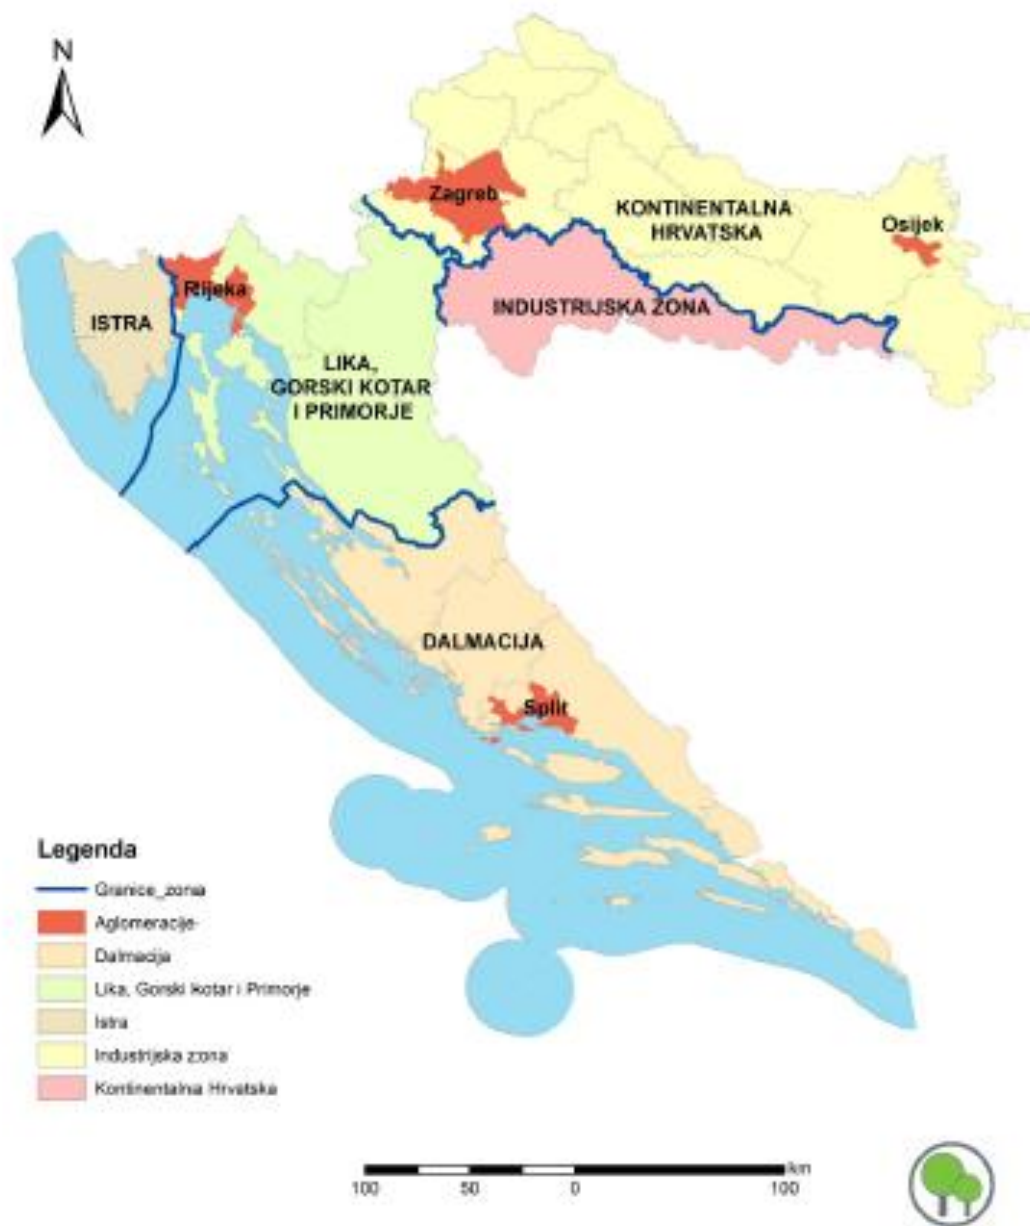 N
Zagreb
KONTINENTALNA
HRVATSKA
Osijek
Rijeka
INDUSTRIJSKA ZONA
ISTRA
LIKA,
GORSKI KOTAR
I PRIMORJE
DALMACIJA
Split
Legenda
Granice_zona
Aglomeracije
Dalmacija
Lika, Gorski kotar i Primorje
Istra
Industrijska zona
Kontinentalna Hrvatska
km
100 50 0 100